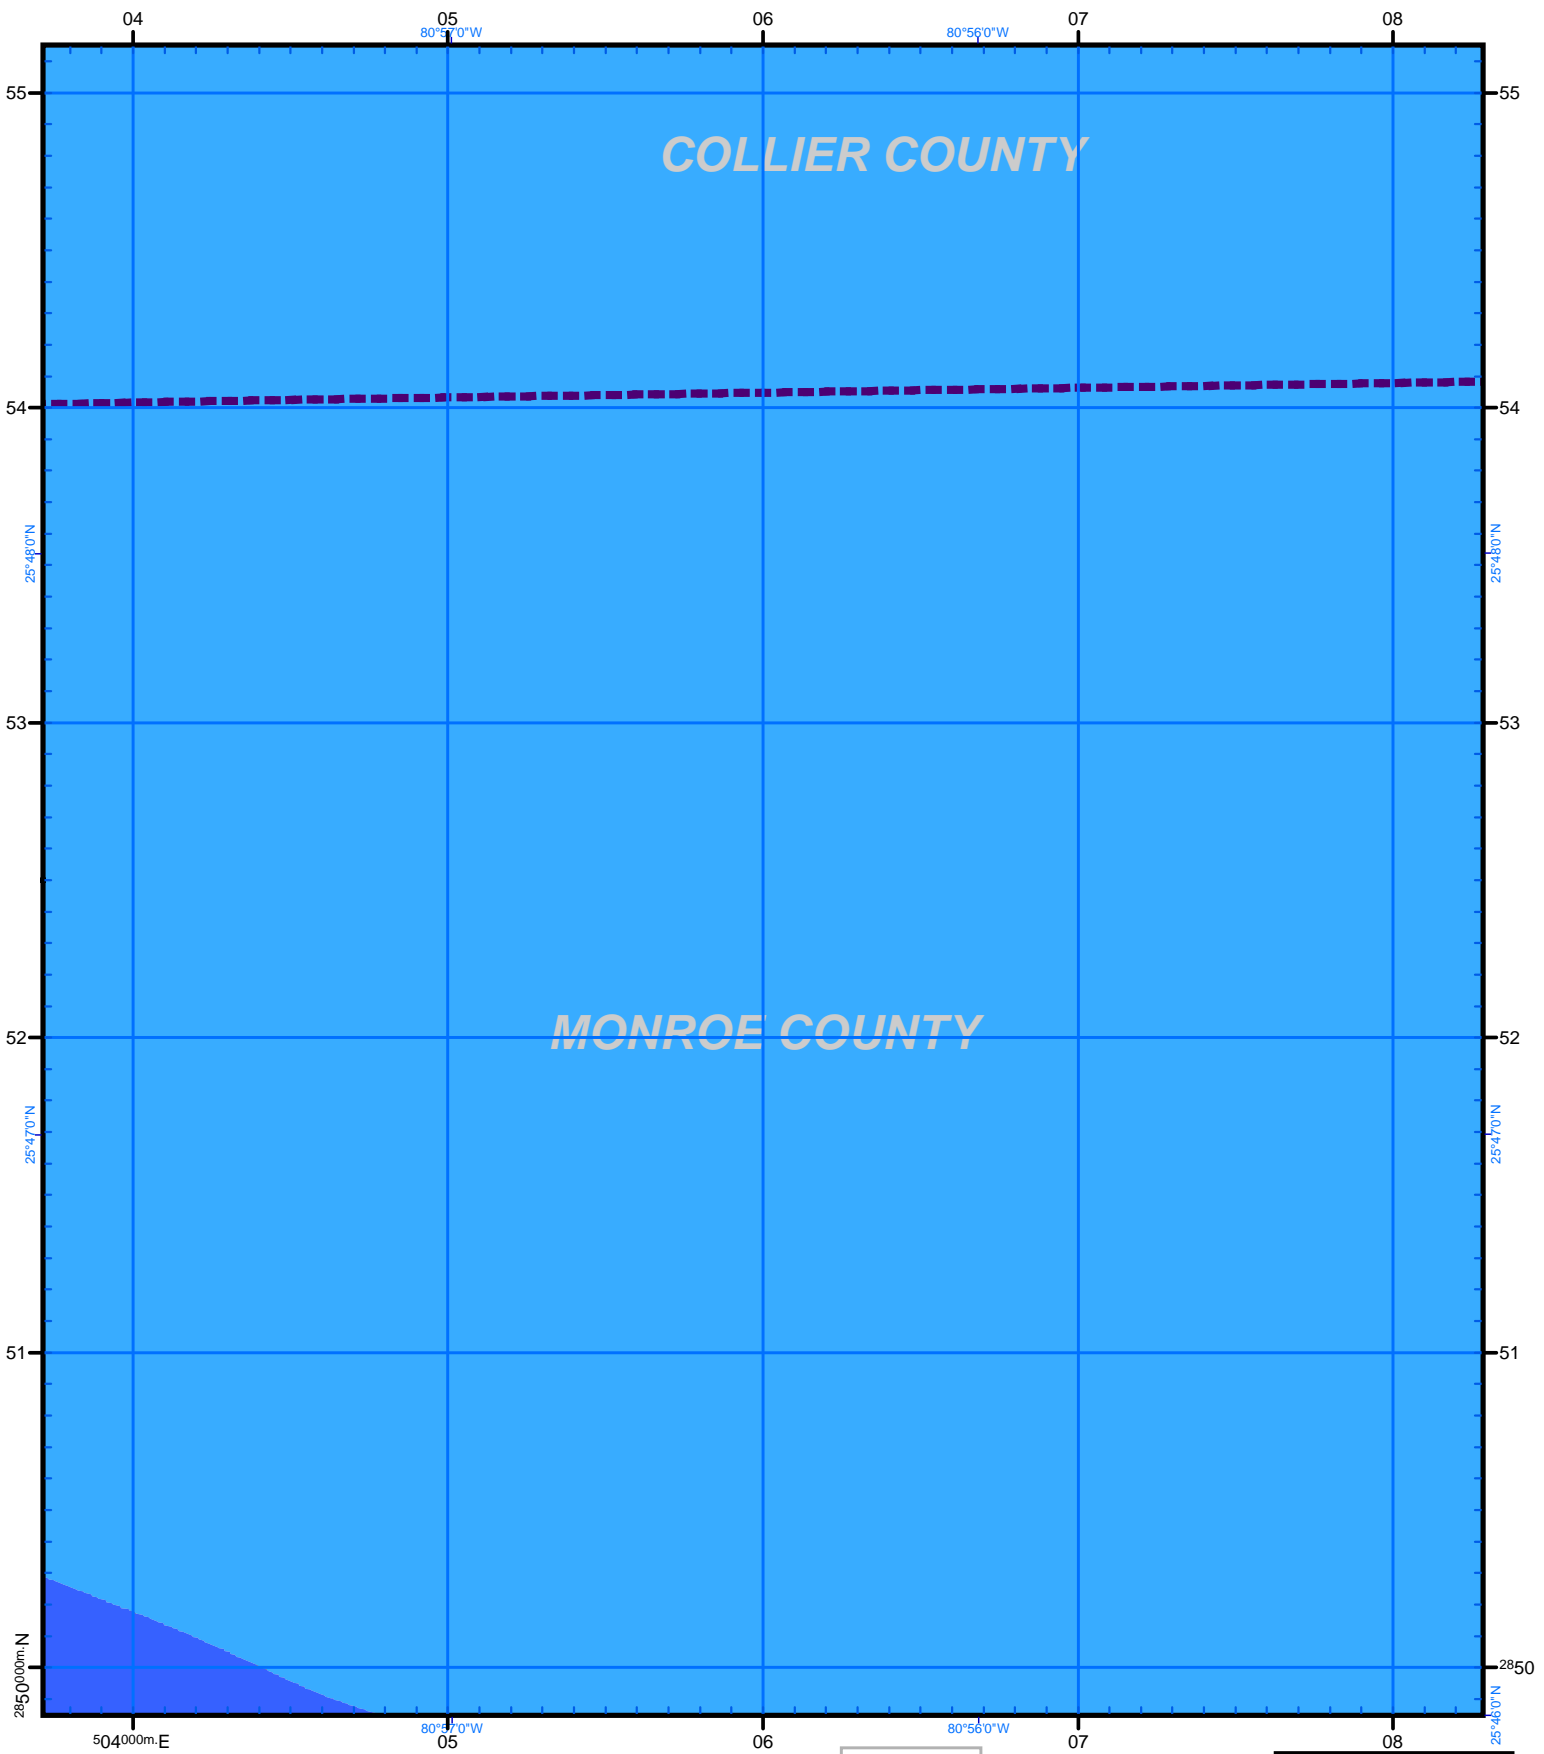 04 05 06 07 08
80°57'0"W 80°56'0"W
55 55
COLLIER COUNTY
54 54
25°48'0"N 25°48'0"N
53 53
MONROE COUNTY
52 52
25°47'0"N 25°47'0"N
51 51
2850000m.N 2850
25°46'0"N
80°57'0"W 80°56'0"W
504000m.E 05 06 07 08